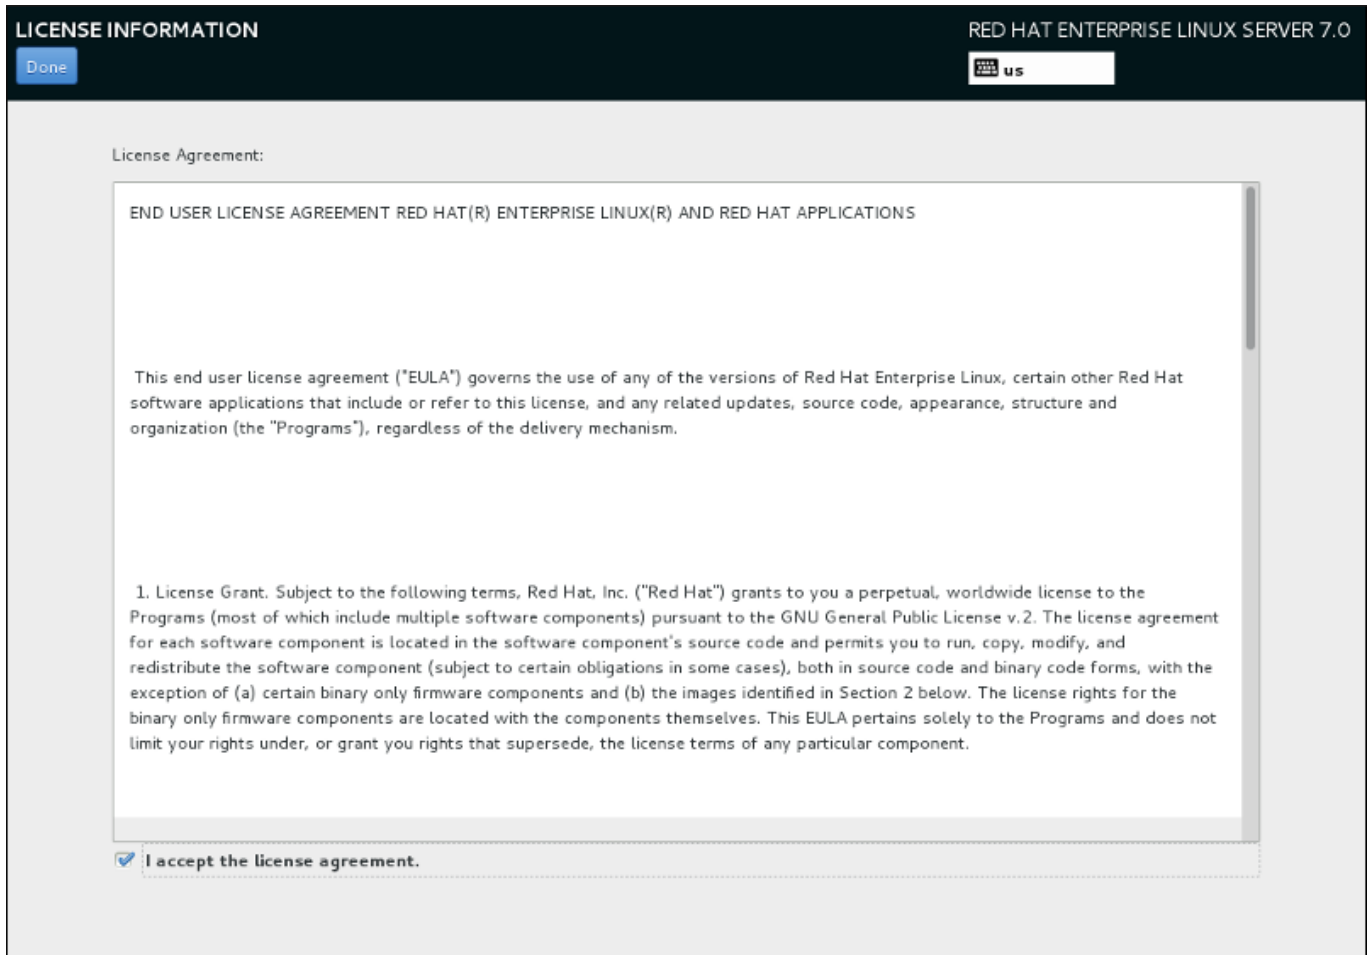 LICENSE INFORMATION
RED HAT ENTERPRISE LINUX SERVER 7.0
Done
us
License Agreement:
END USER LICENSE AGREEMENT RED HAT(R) ENTERPRISE LINUX(R) AND RED HAT APPLICATIONS
This end user license agreement ("EULA") governs the use of any of the versions of Red Hat Enterprise Linux, certain other Red Hat
software applications that include or refer to this license, and any related updates, source code, appearance, structure and
organization (the "Programs"), regardless of the delivery mechanism.
1. License Grant. Subject to the following terms, Red Hat, Inc. ("Red Hat") grants to you a perpetual, worldwide license to the
Programs (most of which include multiple software components) pursuant to the GNU General Public License v.2. The license agreement
for each software component is located in the software component's source code and permits you to run, copy, modify, and
redistribute the software component (subject to certain obligations in some cases), both in source code and binary code forms, with the
exception of (a) certain binary only firmware components and (b) the images identified in Section 2 below. The license rights for the
binary only firmware components are located with the components themselves. This EULA pertains solely to the Programs and does not
limit your rights under, or grant you rights that supersede, the license terms of any particular component.
I accept the license agreement.